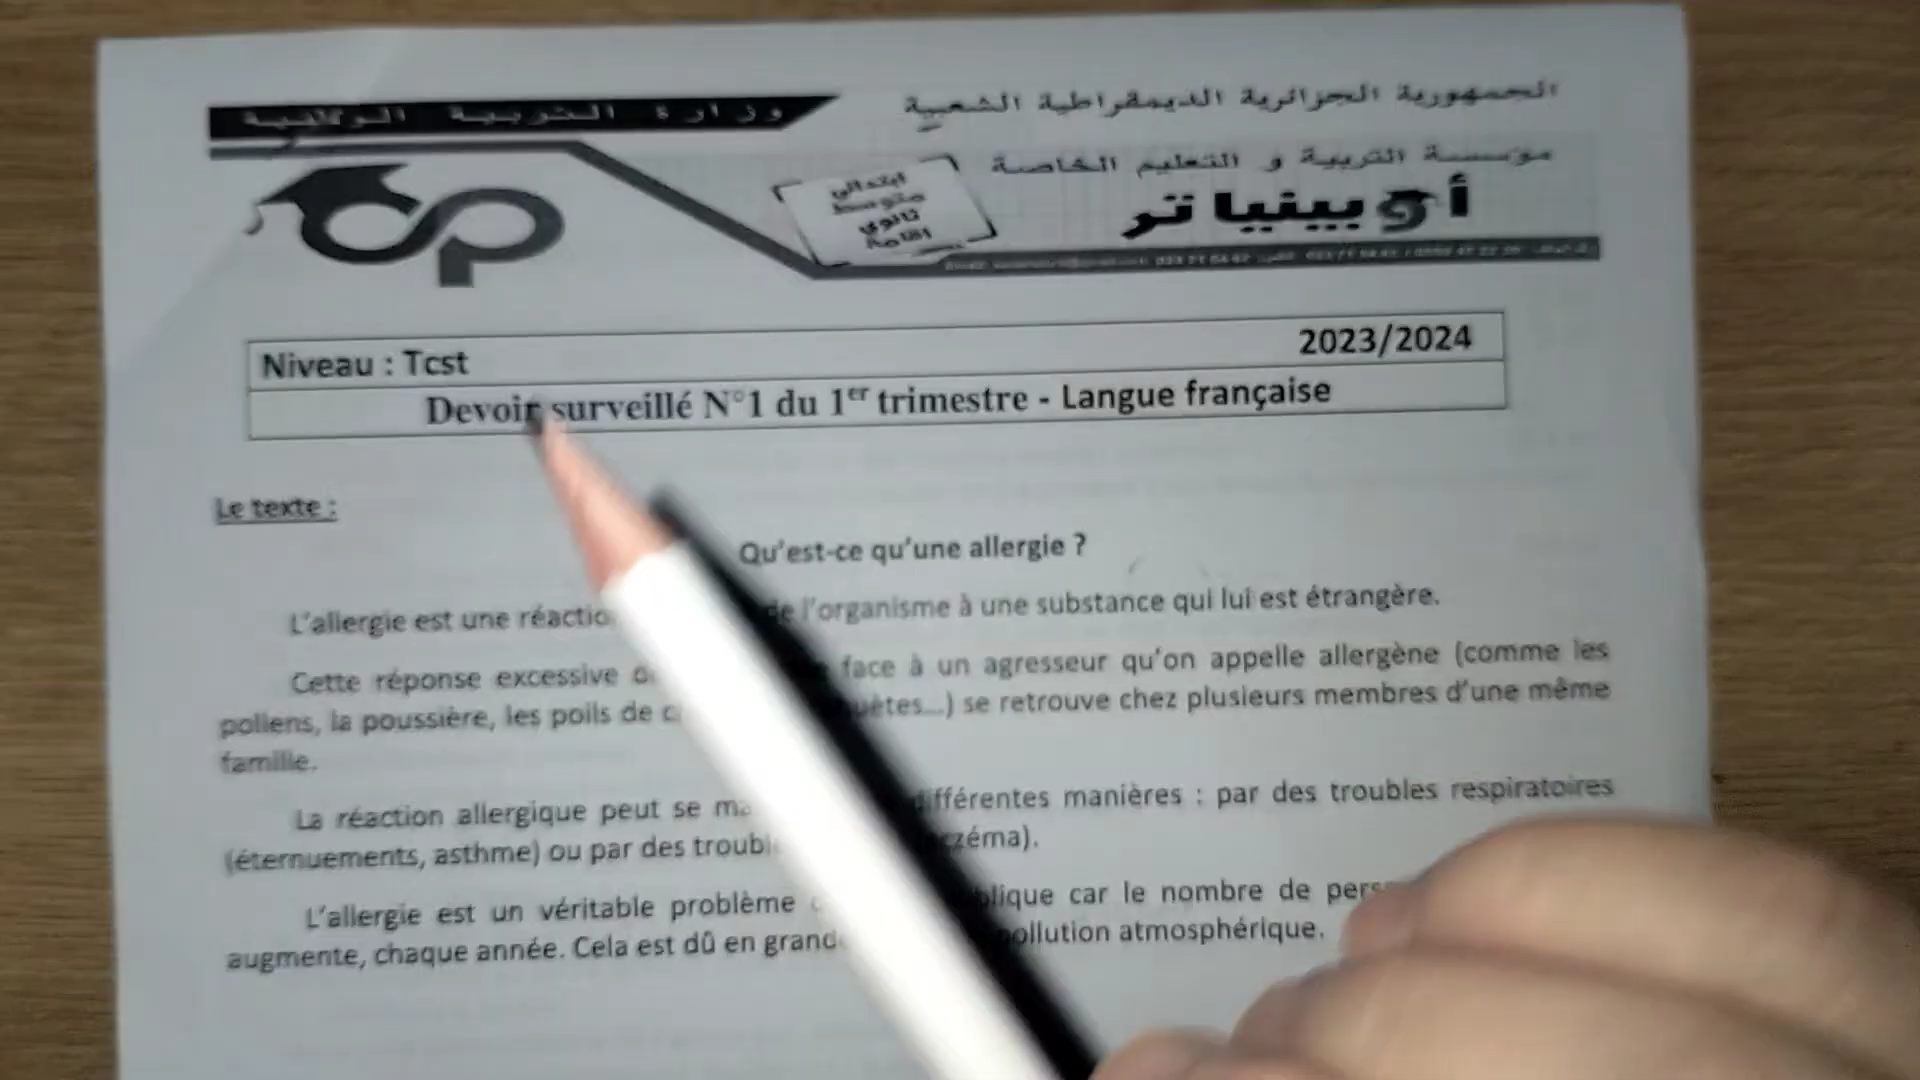 الجمهورية الجزائرية الديمقراطية الشعبية
وزارة التربية الوطنية
مؤسسة التربية و التعليم الخاصة
ابتدائي
متوسط
ثانوي
أوبينياتر
Niveau : Tcst 2023/2024
Devoir surveillé N°1 du 1er trimestre - Langue française
Le texte :
Qu'est-ce qu'une allergie ?
L'allergie est une de l'organisme à une substance qui lui est étrangère.
Cette réponse excessive face à un agresseur qu'on appelle allergène (comme les
pollens, la poussière, les poils de se retrouve chez plusieurs membres d'une même
famille.
La réaction allergique peut se différentes manières : par des troubles respiratoires
(éternuements, asthme) ou par des
L'allergie est un véritable problème car le nombre de
augmente, chaque année. Cela est dû en pollution atmosphérique.